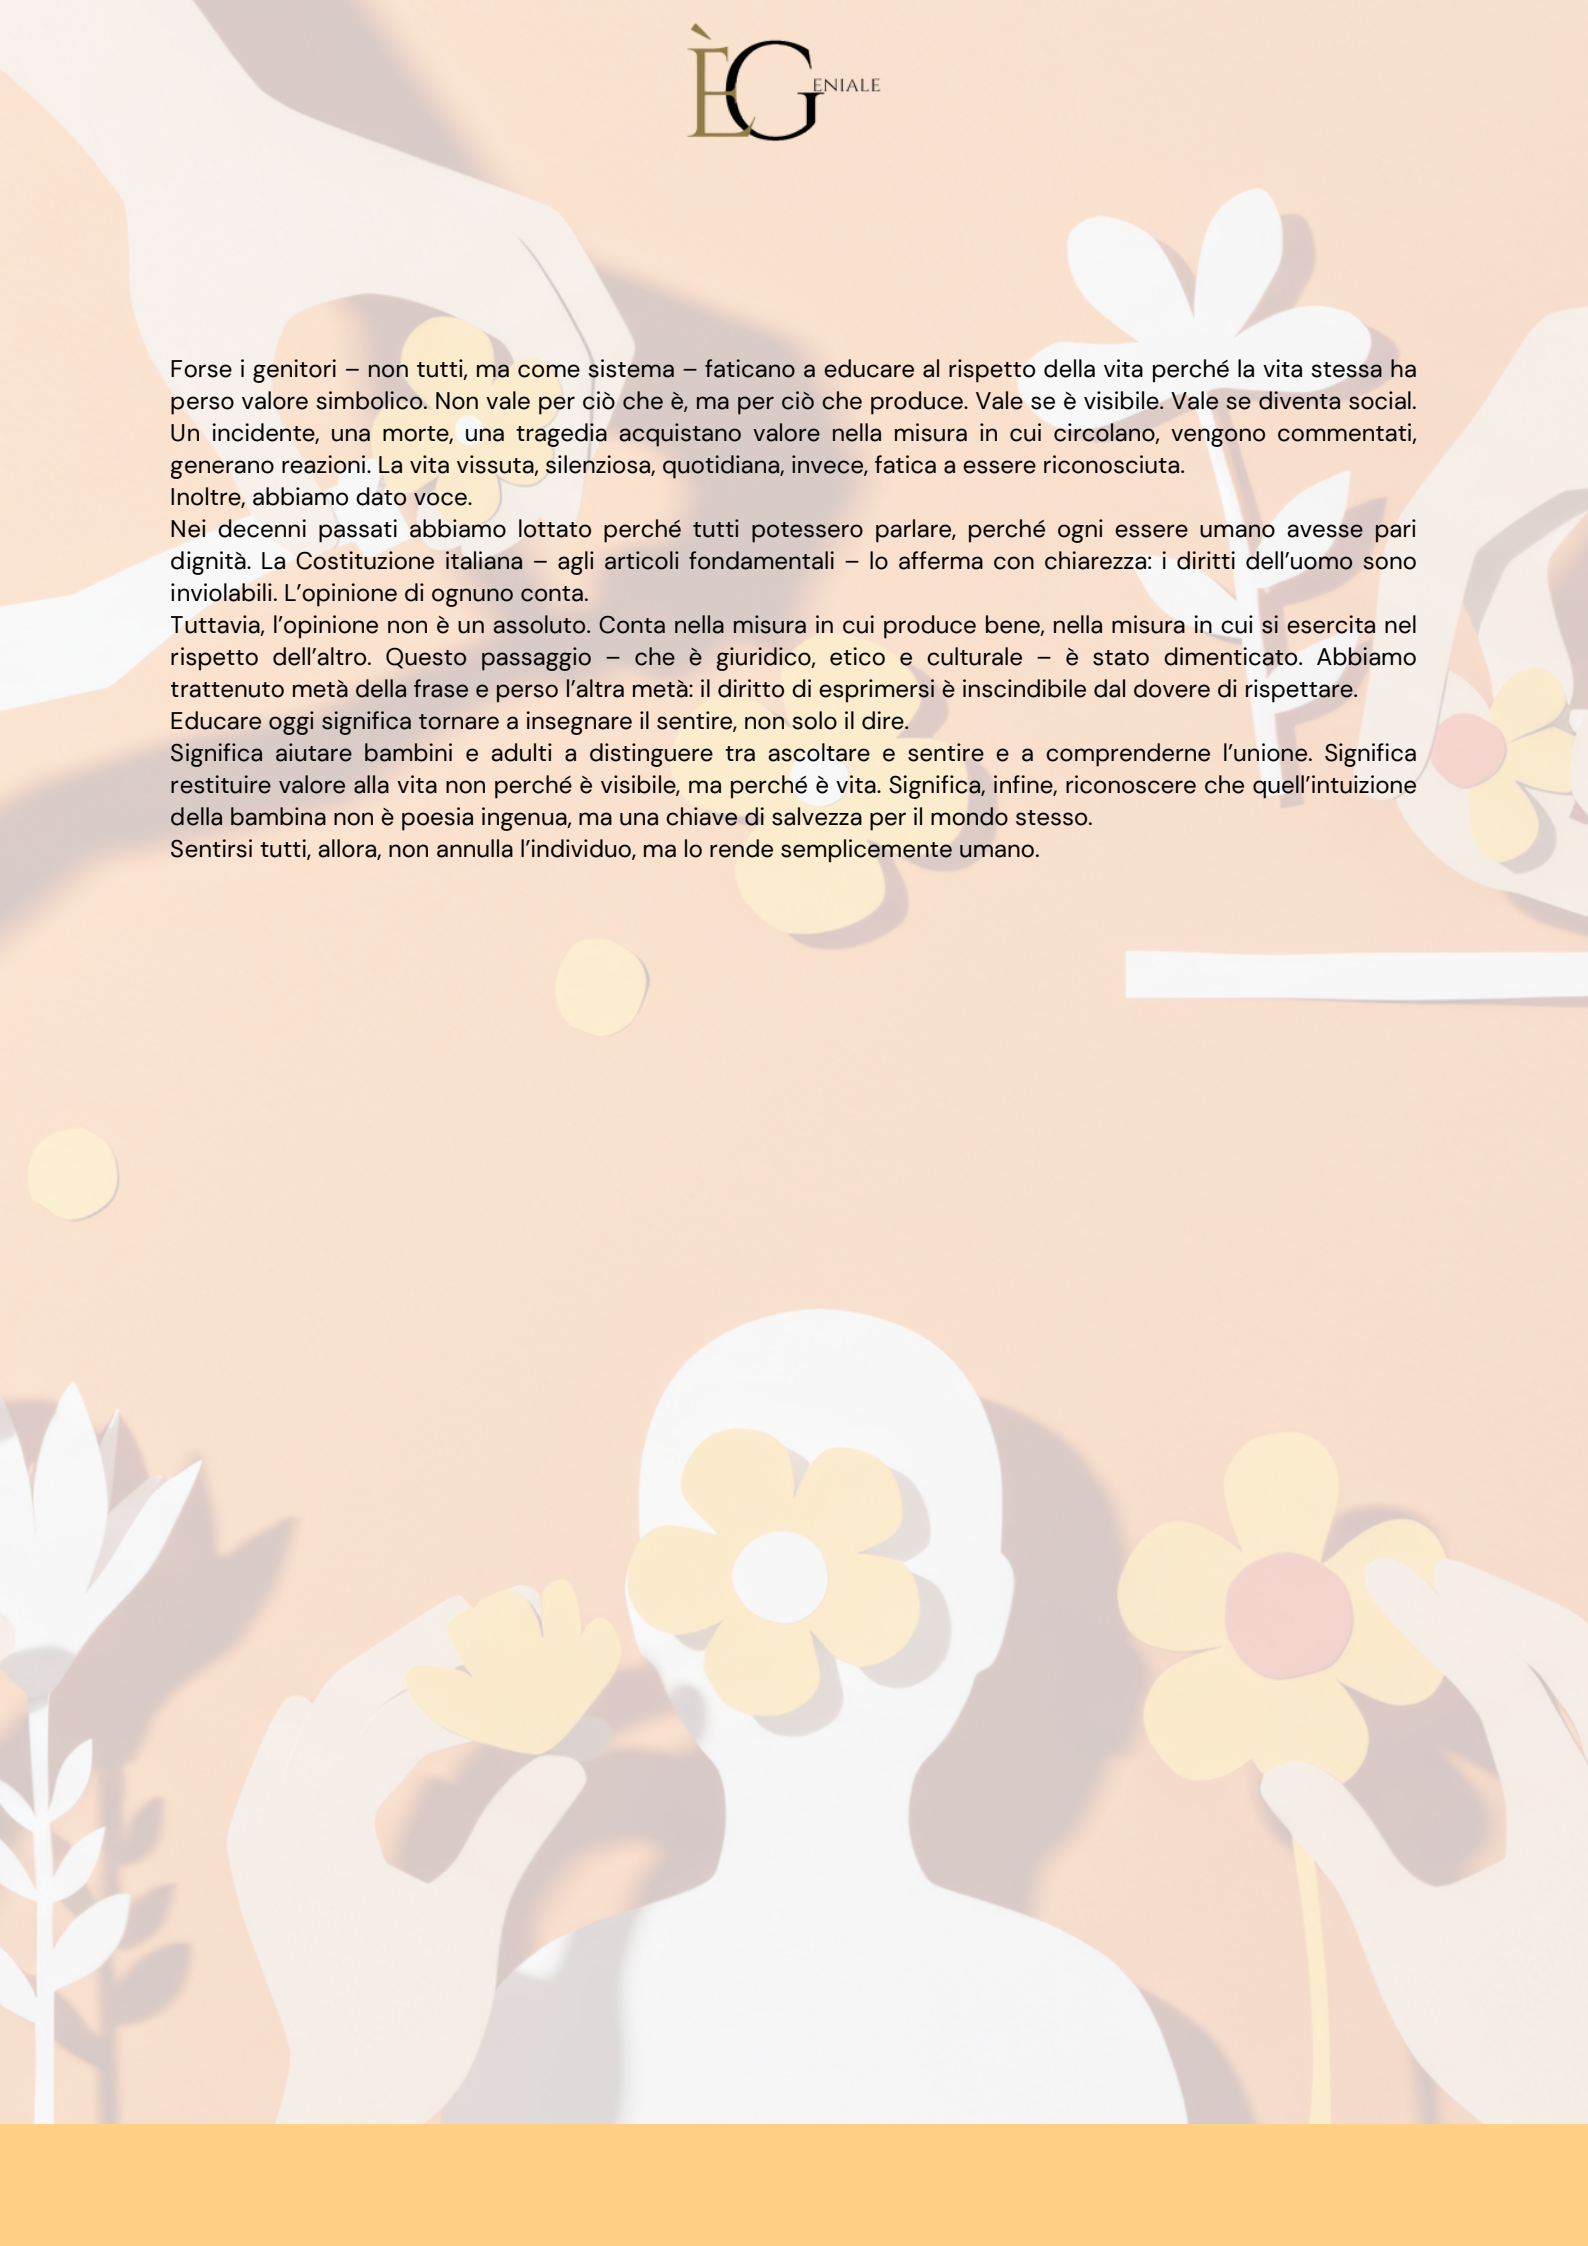 ÈGENIALE
Forse i genitori – non tutti, ma come sistema – faticano a educare al rispetto della vita perché la vita stessa ha
perso valore simbolico. Non vale per ciò che è, ma per ciò che produce. Vale se è visibile. Vale se diventa social.
Un incidente, una morte, una tragedia acquistano valore nella misura in cui circolano, vengono commentati,
generano reazioni. La vita vissuta, silenziosa, quotidiana, invece, fatica a essere riconosciuta.
Inoltre, abbiamo dato voce.
Nei decenni passati abbiamo lottato perché tutti potessero parlare, perché ogni essere umano avesse pari
dignità. La Costituzione italiana – agli articoli fondamentali – lo afferma con chiarezza: i diritti dell’uomo sono
inviolabili. L’opinione di ognuno conta.
Tuttavia, l’opinione non è un assoluto. Conta nella misura in cui produce bene, nella misura in cui si esercita nel
rispetto dell’altro. Questo passaggio – che è giuridico, etico e culturale – è stato dimenticato. Abbiamo
trattenuto metà della frase e perso l’altra metà: il diritto di esprimersi è inscindibile dal dovere di rispettare.
Educare oggi significa tornare a insegnare il sentire, non solo il dire.
Significa aiutare bambini e adulti a distinguere tra ascoltare e sentire e a comprenderne l’unione. Significa
restituire valore alla vita non perché è visibile, ma perché è vita. Significa, infine, riconoscere che quell’intuizione
della bambina non è poesia ingenua, ma una chiave di salvezza per il mondo stesso.
Sentirsi tutti, allora, non annulla l’individuo, ma lo rende semplicemente umano.